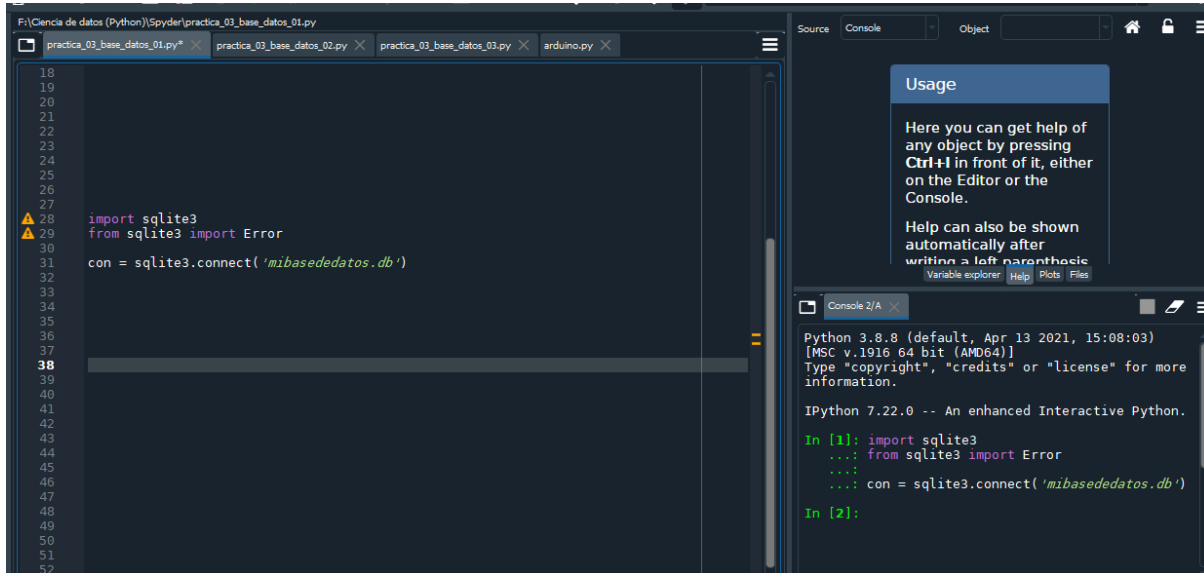 F:\Ciencia de datos (Python)\Spyder\practica_03_base_datos_01.py
practica_03_base_datos_01.py* practica_03_base_datos_02.py practica_03_base_datos_03.py arduino.py
18
19
20
21
22
23
24
25
26
27
28 import sqlite3
29 from sqlite3 import Error
30
31 con = sqlite3.connect('mibasededatos.db')
32
33
34
35
36
37
38
39
40
41
42
43
44
45
46
47
48
49
50
51
52
Source Console Object
Usage
Here you can get help of
any object by pressing
Ctrl+I in front of it, either
on the Editor or the
Console.
Help can also be shown
automatically after
writing a left parenthesis
Variable explorer Help Plots Files
Console 2/A
Python 3.8.8 (default, Apr 13 2021, 15:08:03)
[MSC v.1916 64 bit (AMD64)]
Type "copyright", "credits" or "license" for more
information.
IPython 7.22.0 -- An enhanced Interactive Python.
In [1]: import sqlite3
...: from sqlite3 import Error
...:
...: con = sqlite3.connect('mibasededatos.db')
In [2]: